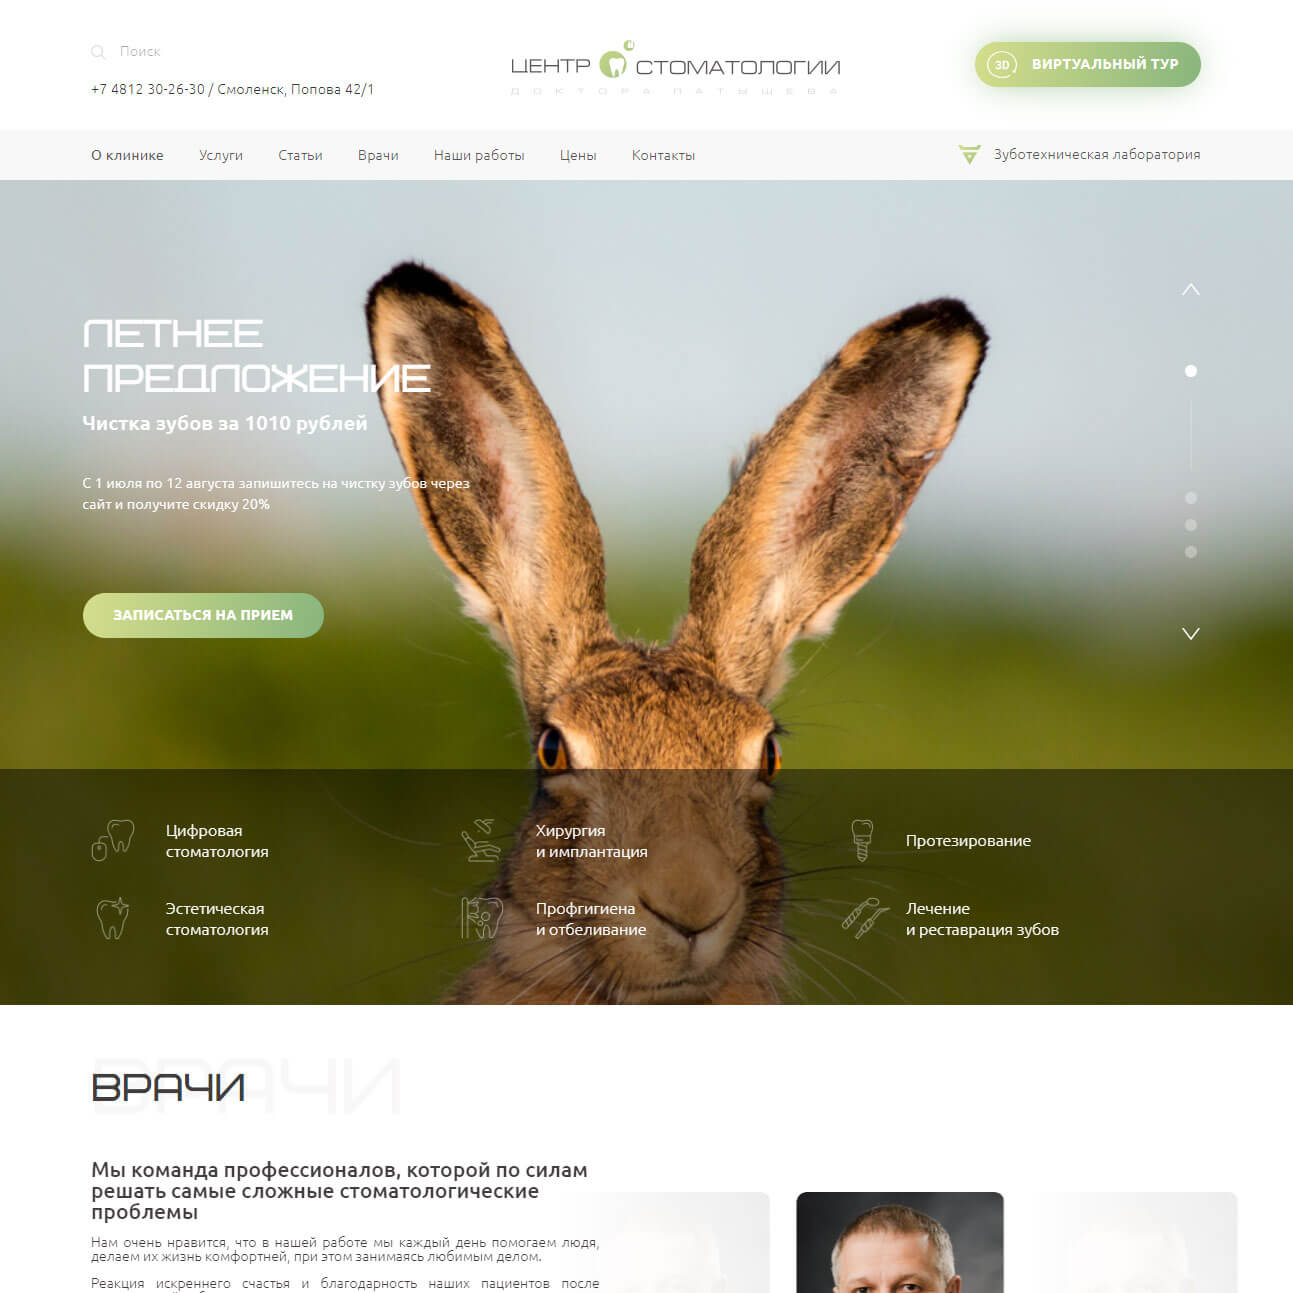 Поиск
+7 4812 30-26-30 / Смоленск, Попова 42/1
ЦЕНТР СТОМАТОЛОГИИ
ДОКТОРА ПАТЫШЕВА
3D ВИРТУАЛЬНЫЙ ТУР
О клинике Услуги Статьи Врачи Наши работы Цены Контакты
Зуботехническая лаборатория
ЛЕТНЕЕ
ПРЕДЛОЖЕНИЕ
Чистка зубов за 1010 рублей
С 1 июля по 12 августа запишитесь на чистку зубов через
сайт и получите скидку 20%
ЗАПИСАТЬСЯ НА ПРИЕМ
Цифровая
стоматология
Хирургия
и имплантация
Протезирование
Эстетическая
стоматология
Профгигиена
и отбеливание
Лечение
и реставрация зубов
ВРАЧИ
ВРАЧИ
Мы команда профессионалов, которой по силам
решать самые сложные стоматологические
проблемы
Нам очень нравится, что в нашей работе мы каждый день помогаем людя,
делаем их жизнь комфортней, при этом занимаясь любимым делом.
Реакция искреннего счастья и благодарность наших пациентов после